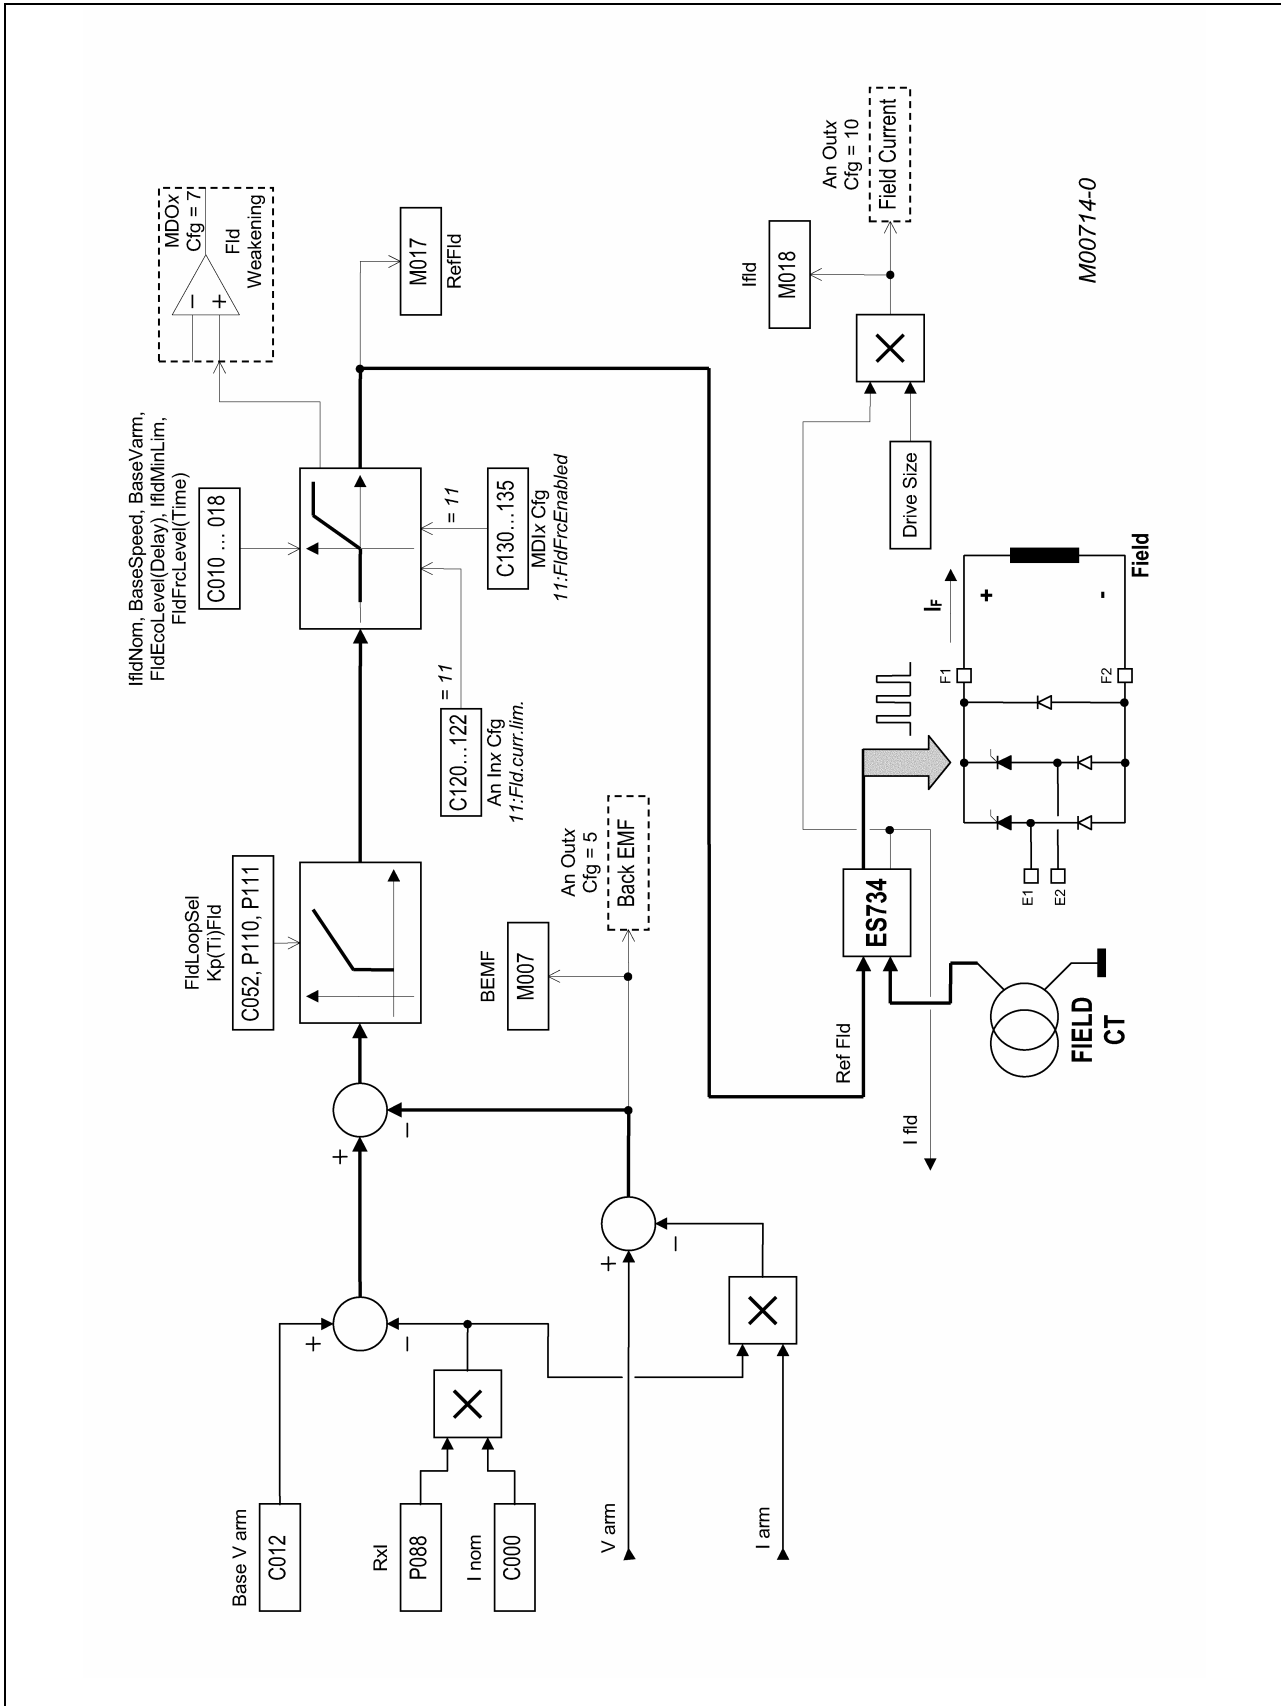 Base V arm
C012
RxI
P088
I nom
C000
V arm
I arm
×
+
−
×
+
−
+
−
FldLoopSel
Kp(Ti)Fld
C052, P110, P111
BEMF
M007
An Outx
Cfg = 5
Back EMF
IfldNom, BaseSpeed, BaseVarm,
FldEcoLevel(Delay), IfldMinLim,
FldFrcLevel(Time)
C010 ... 018
C120...122
An Inx Cfg
11:Fld.curr.lim.
= 11
C130...135
MDIx Cfg
11:FldFrcEnabled
= 11
MDOx
Cfg = 7
−
+
Fld
Weakening
M017
RefFld
Ref Fld
I fld
ES734
FIELD
CT
E1
E2
F1
F2
IF
+
-
Field
Drive Size
×
Ifld
M018
An Outx
Cfg = 10
Field Current
M00714-0